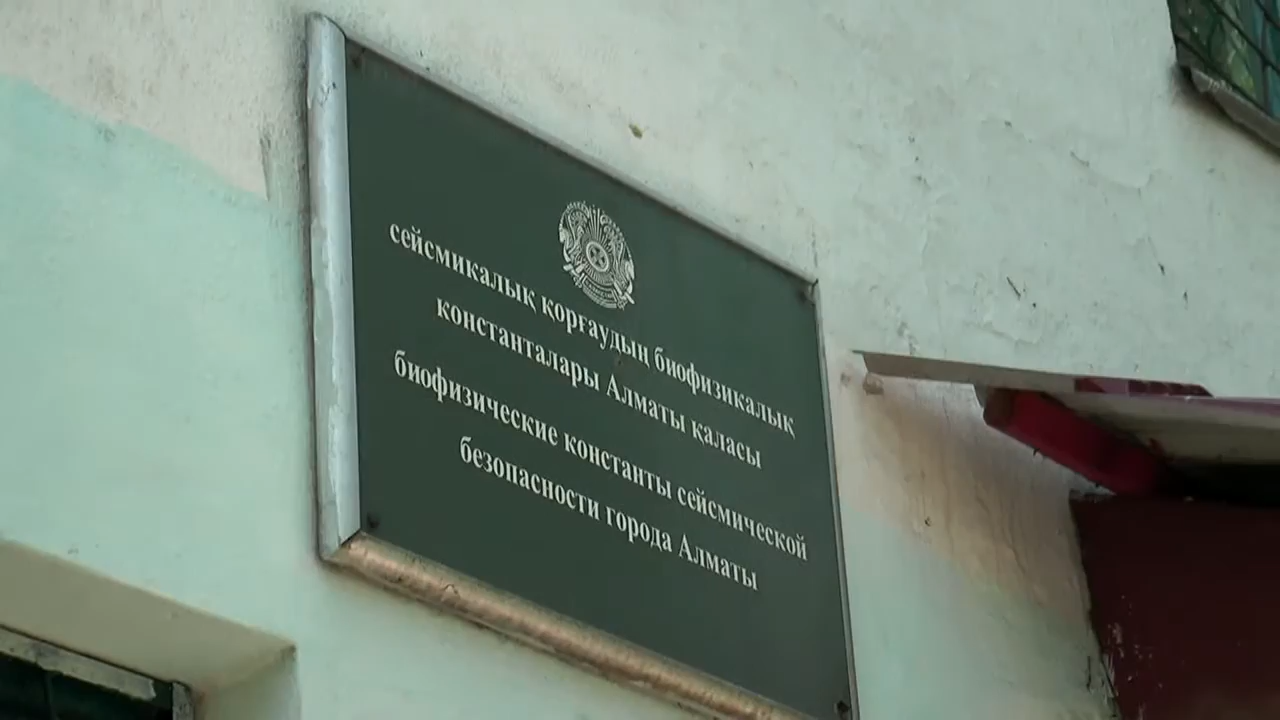 сейсмикалық қорғаудың биофизикалық
константалары Алматы қаласы
биофизические константы сейсмической
безопасности города Алматы